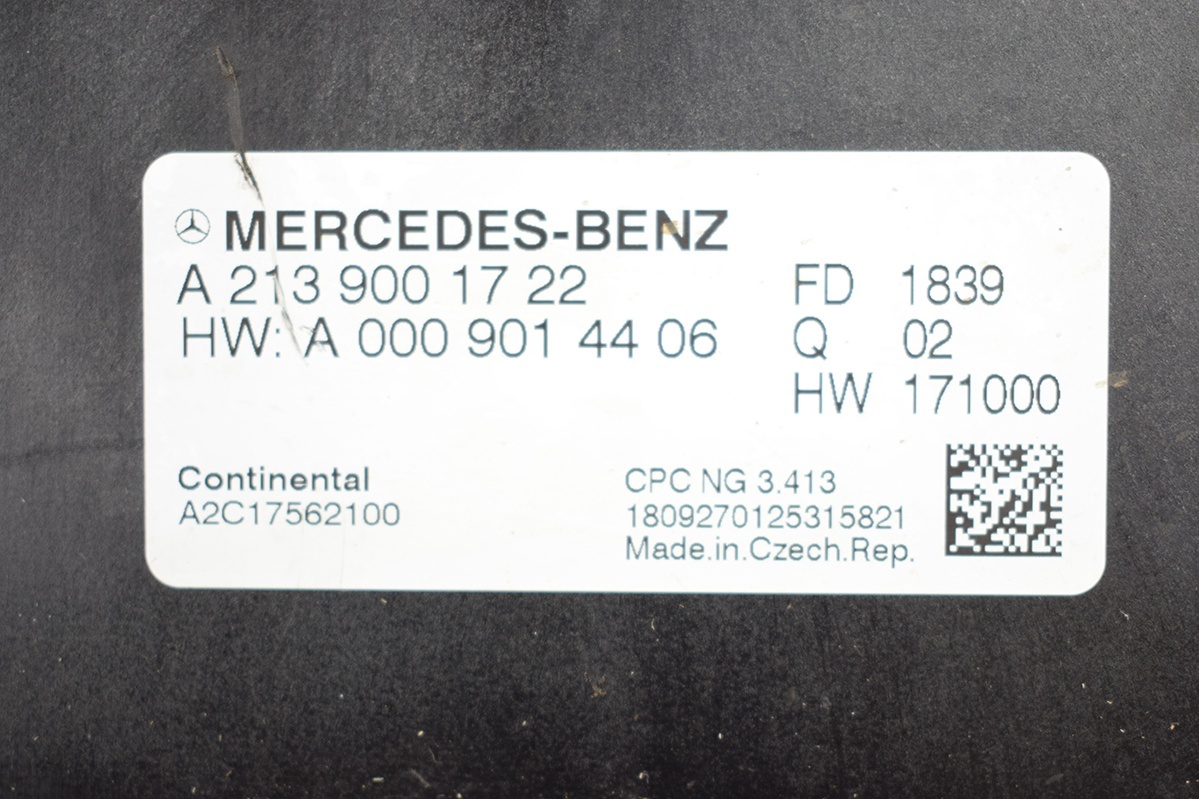 MERCEDES-BENZ
A 213 900 17 22
HW: A 000 901 44 06
FD 1839
Q 02
HW 171000
Continental
A2C17562100
CPC NG 3.413
1809270125315821
Made.in.Czech.Rep.